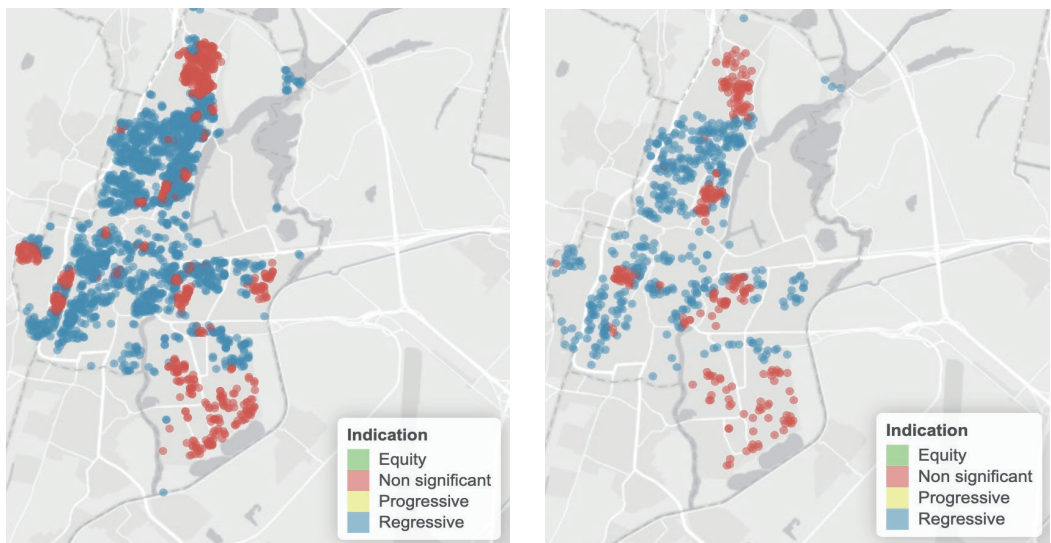 Indication
Equity
Non significant
Progressive
Regressive
Indication
Equity
Non significant
Progressive
Regressive